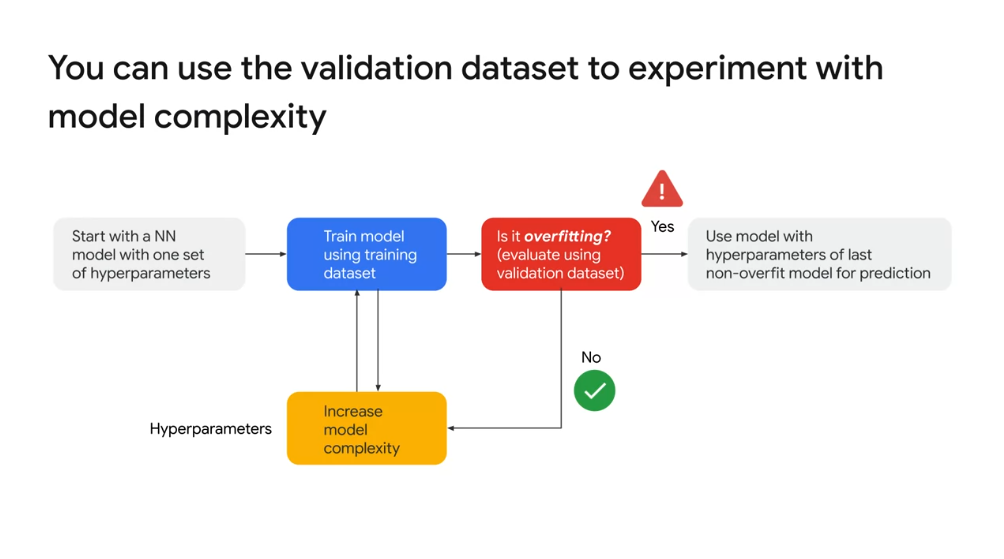 You can use the validation dataset to experiment with
model complexity
Start with a NN
model with one set
of hyperparameters
Train model
using training
dataset
Is it overfitting?
(evaluate using
validation dataset)
!
Yes
Use model with
hyperparameters of last
non-overfit model for prediction
No
Hyperparameters
Increase
model
complexity